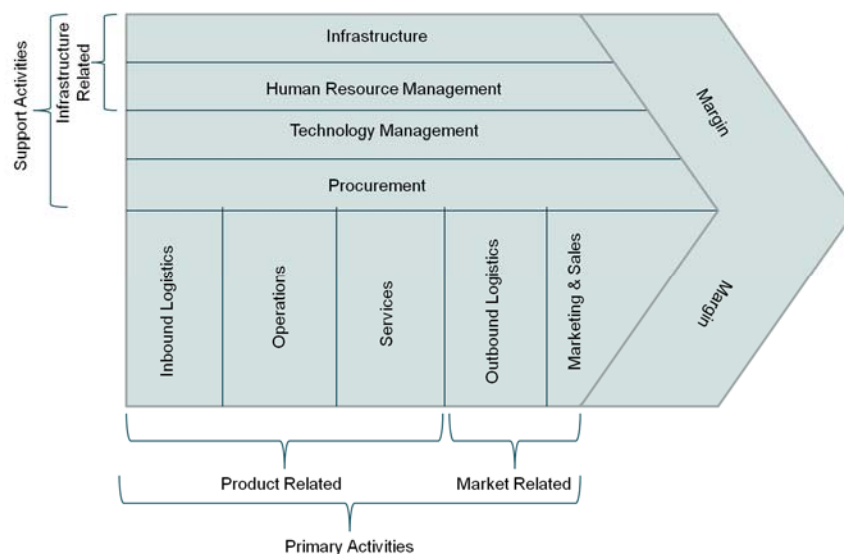 Support Activities
Infrastructure
Related
Infrastructure
Human Resource Management
Technology Management
Procurement
Margin
Inbound Logistics
Operations
Services
Outbound Logistics
Marketing & Sales
Margin
Product Related
Market Related
Primary Activities